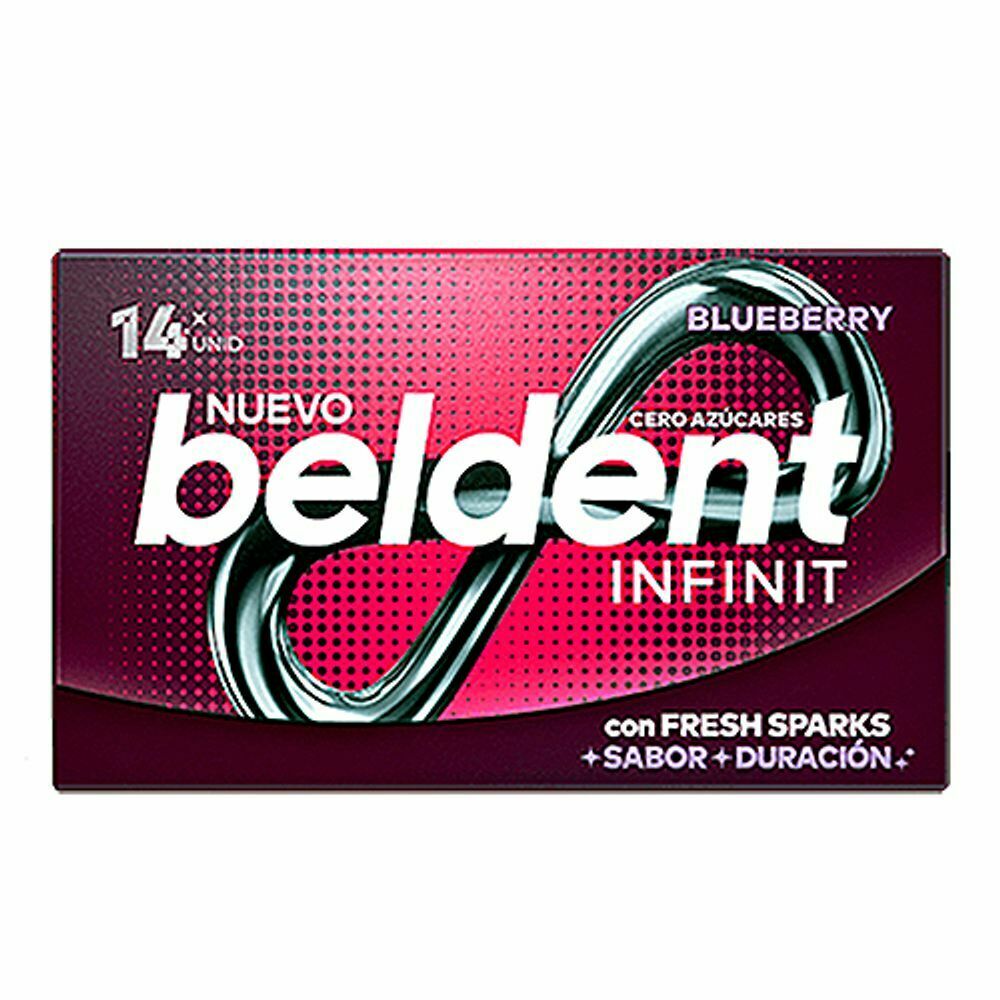 14 x UNID
BLUEBERRY
NUEVO
CERO AZÚCARES
beldent
INFINIT
con FRESH SPARKS
+SABOR +DURACIÓN